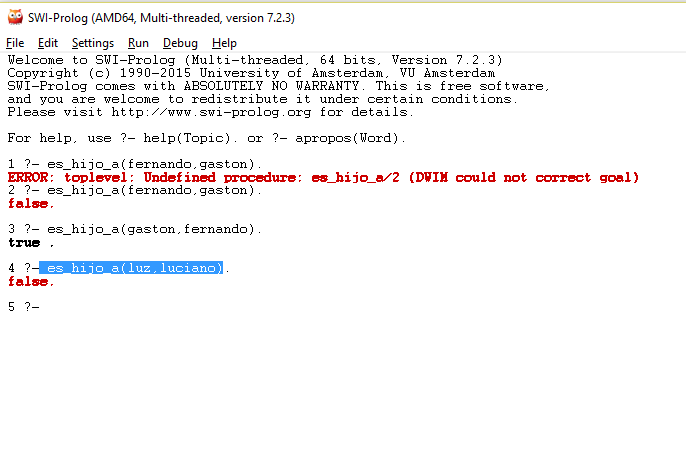 SWI-Prolog (AMD64, Multi-threaded, version 7.2.3)
File Edit Settings Run Debug Help
Welcome to SWI-Prolog (Multi-threaded, 64 bits, Version 7.2.3)
Copyright (c) 1990-2015 University of Amsterdam, VU Amsterdam
SWI-Prolog comes with ABSOLUTELY NO WARRANTY. This is free software,
and you are welcome to redistribute it under certain conditions.
Please visit http://www.swi-prolog.org for details.
For help, use ?- help(Topic). or ?- apropos(Word).
1 ?- es_hijo_a(fernando,gaston).
ERROR: toplevel: Undefined procedure: es_hijo_a/2 (DWIM could not correct goal)
2 ?- es_hijo_a(fernando,gaston).
false.
3 ?- es_hijo_a(gaston,fernando).
true .
4 ?- es_hijo_a(luz,luciano).
false.
5 ?-